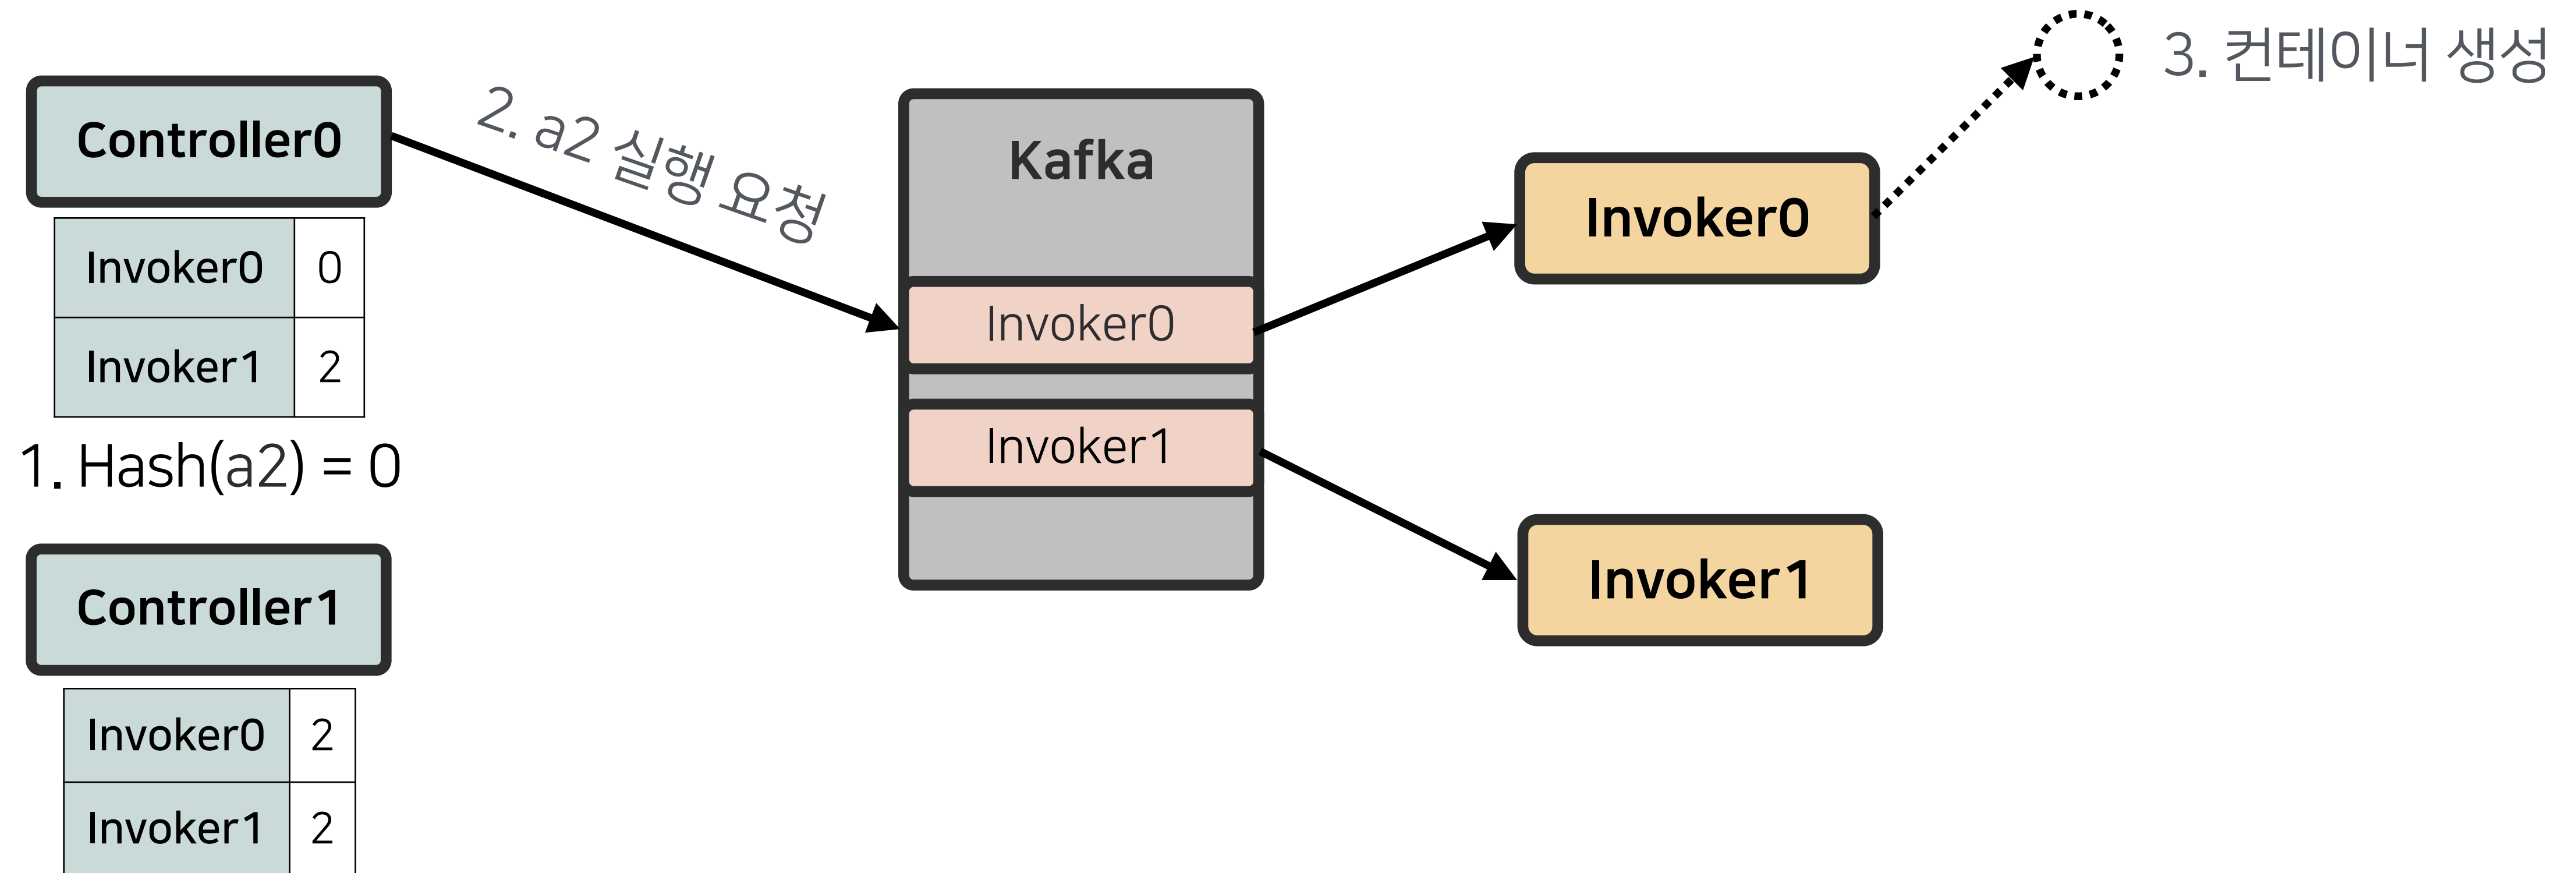 Controller0
Invoker0 0
Invoker1 2
1. Hash(a2) = 0
Controller1
Invoker0 2
Invoker1 2
2. a2 실행 요청
Kafka
Invoker0
Invoker1
Invoker0
Invoker1
3. 컨테이너 생성